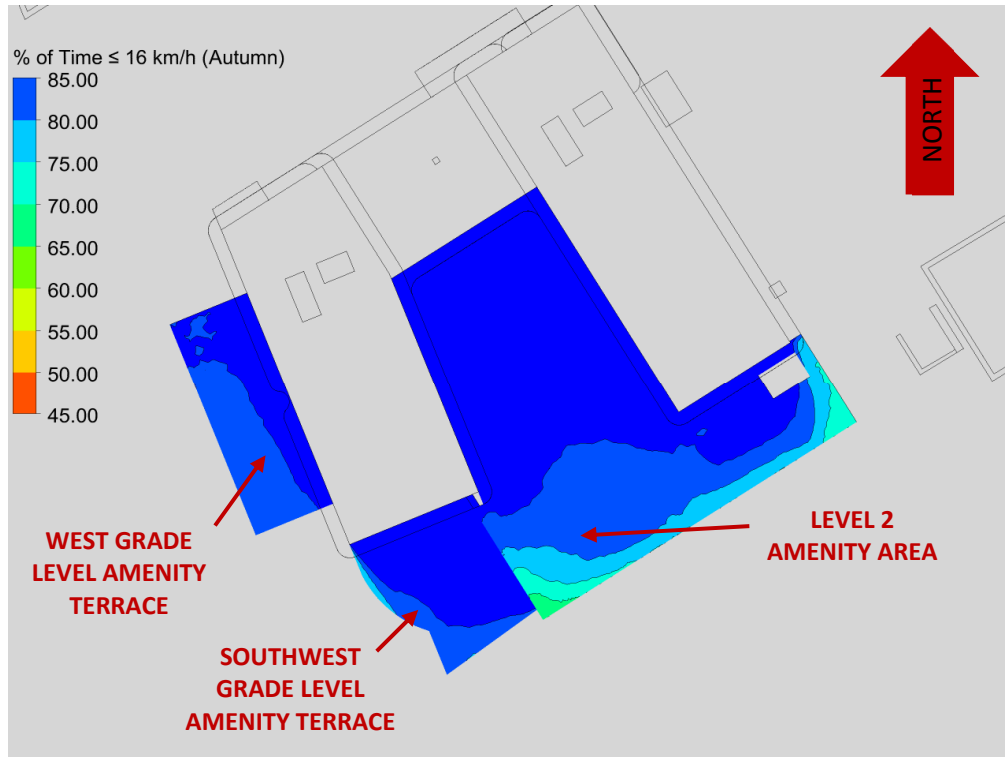 % of Time ≤ 16 km/h (Autumn)
85.00
80.00
75.00
70.00
65.00
60.00
55.00
50.00
45.00
NORTH
WEST GRADE
LEVEL AMENITY
TERRACE
SOUTHWEST
GRADE LEVEL
AMENITY TERRACE
LEVEL 2
AMENITY AREA